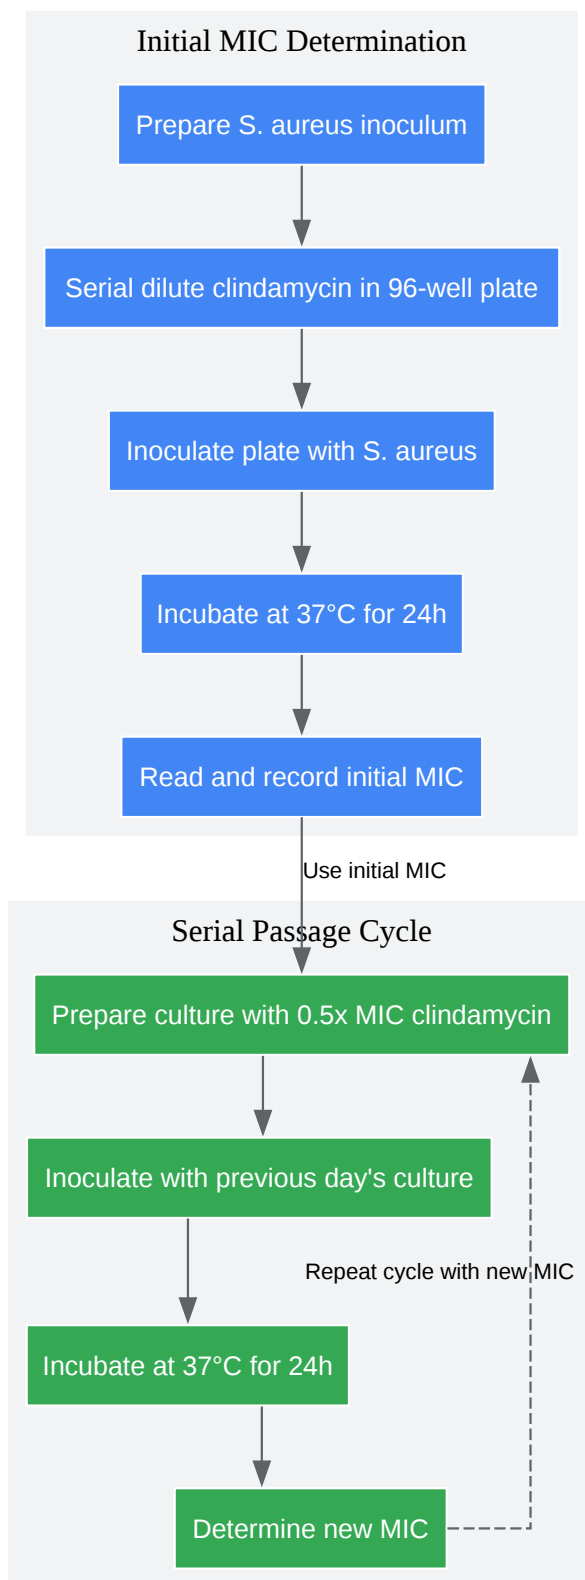 Initial MIC Determination
Prepare S. aureus inoculum
Serial dilute clindamycin in 96-well plate
Inoculate plate with S. aureus
Incubate at 37°C for 24h
Read and record initial MIC
Use initial MIC
Serial Passage Cycle
Prepare culture with 0.5x MIC clindamycin
Inoculate with previous day's culture
Repeat cycle with new MIC
Incubate at 37°C for 24h
Determine new MIC